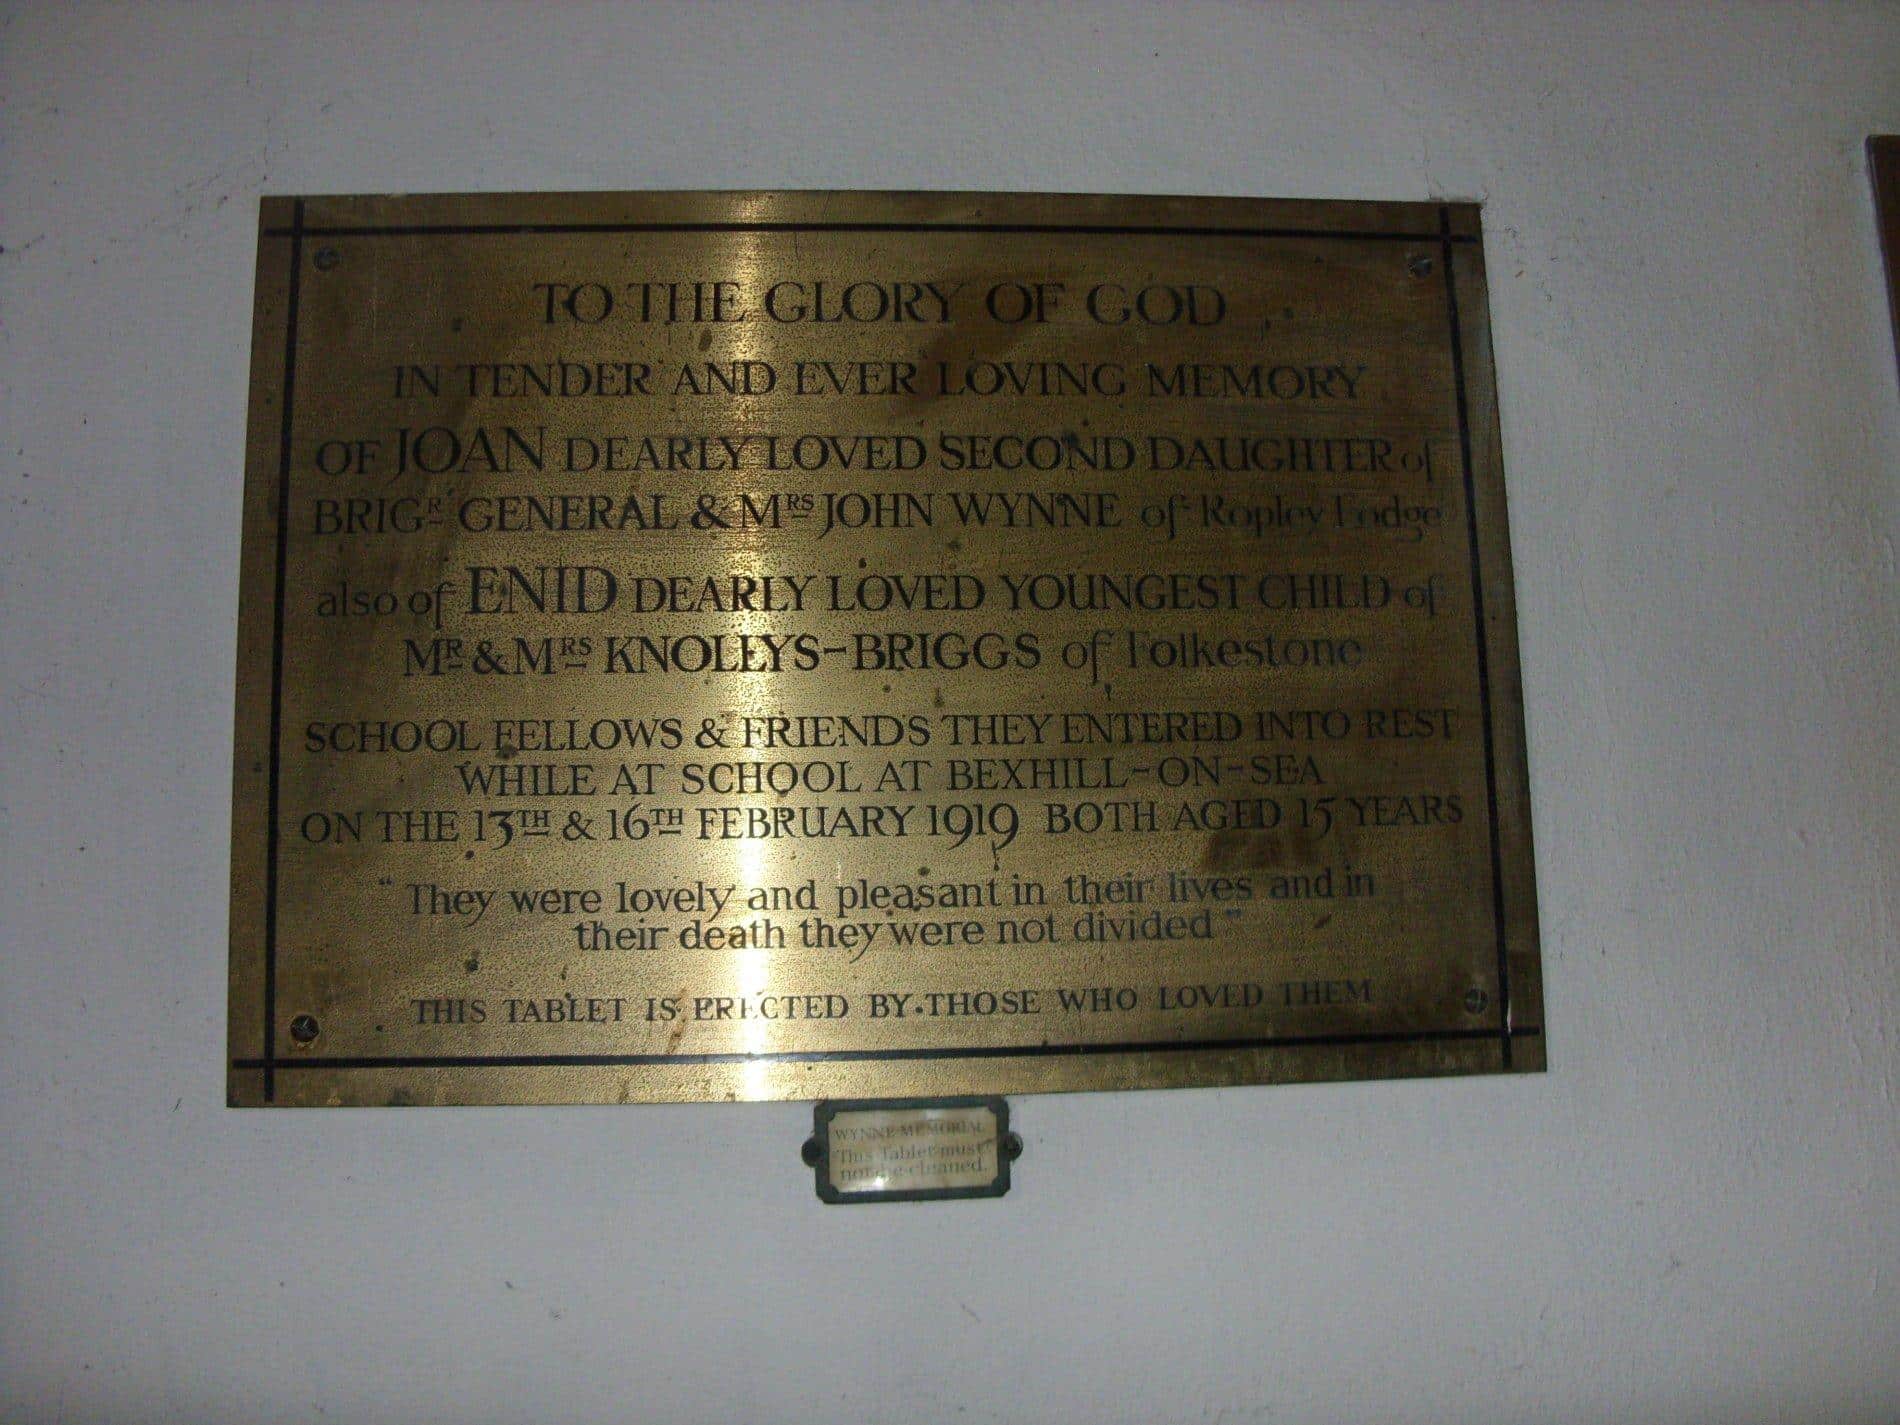 TO THE GLORY OF GOD
IN TENDER AND EVER LOVING MEMORY
OF JOAN DEARLY LOVED SECOND DAUGHTER of
BRIGR GENERAL & MRS JOHN WYNNE of Ropley Lodge
also of ENID DEARLY LOVED YOUNGEST CHILD of
MR & MRS KNOLLYS-BRIGGS of Folkestone
SCHOOL FELLOWS & FRIENDS THEY ENTERED INTO REST
WHILE AT SCHOOL AT BEXHILL-ON-SEA
ON THE 13TH & 16TH FEBRUARY 1919 BOTH AGED 15 YEARS
"They were lovely and pleasant in their lives and in
their death they were not divided"
THIS TABLET IS ERECTED BY THOSE WHO LOVED THEM
WYNNE MEMORIAL
This Tablet must
not be cleaned.